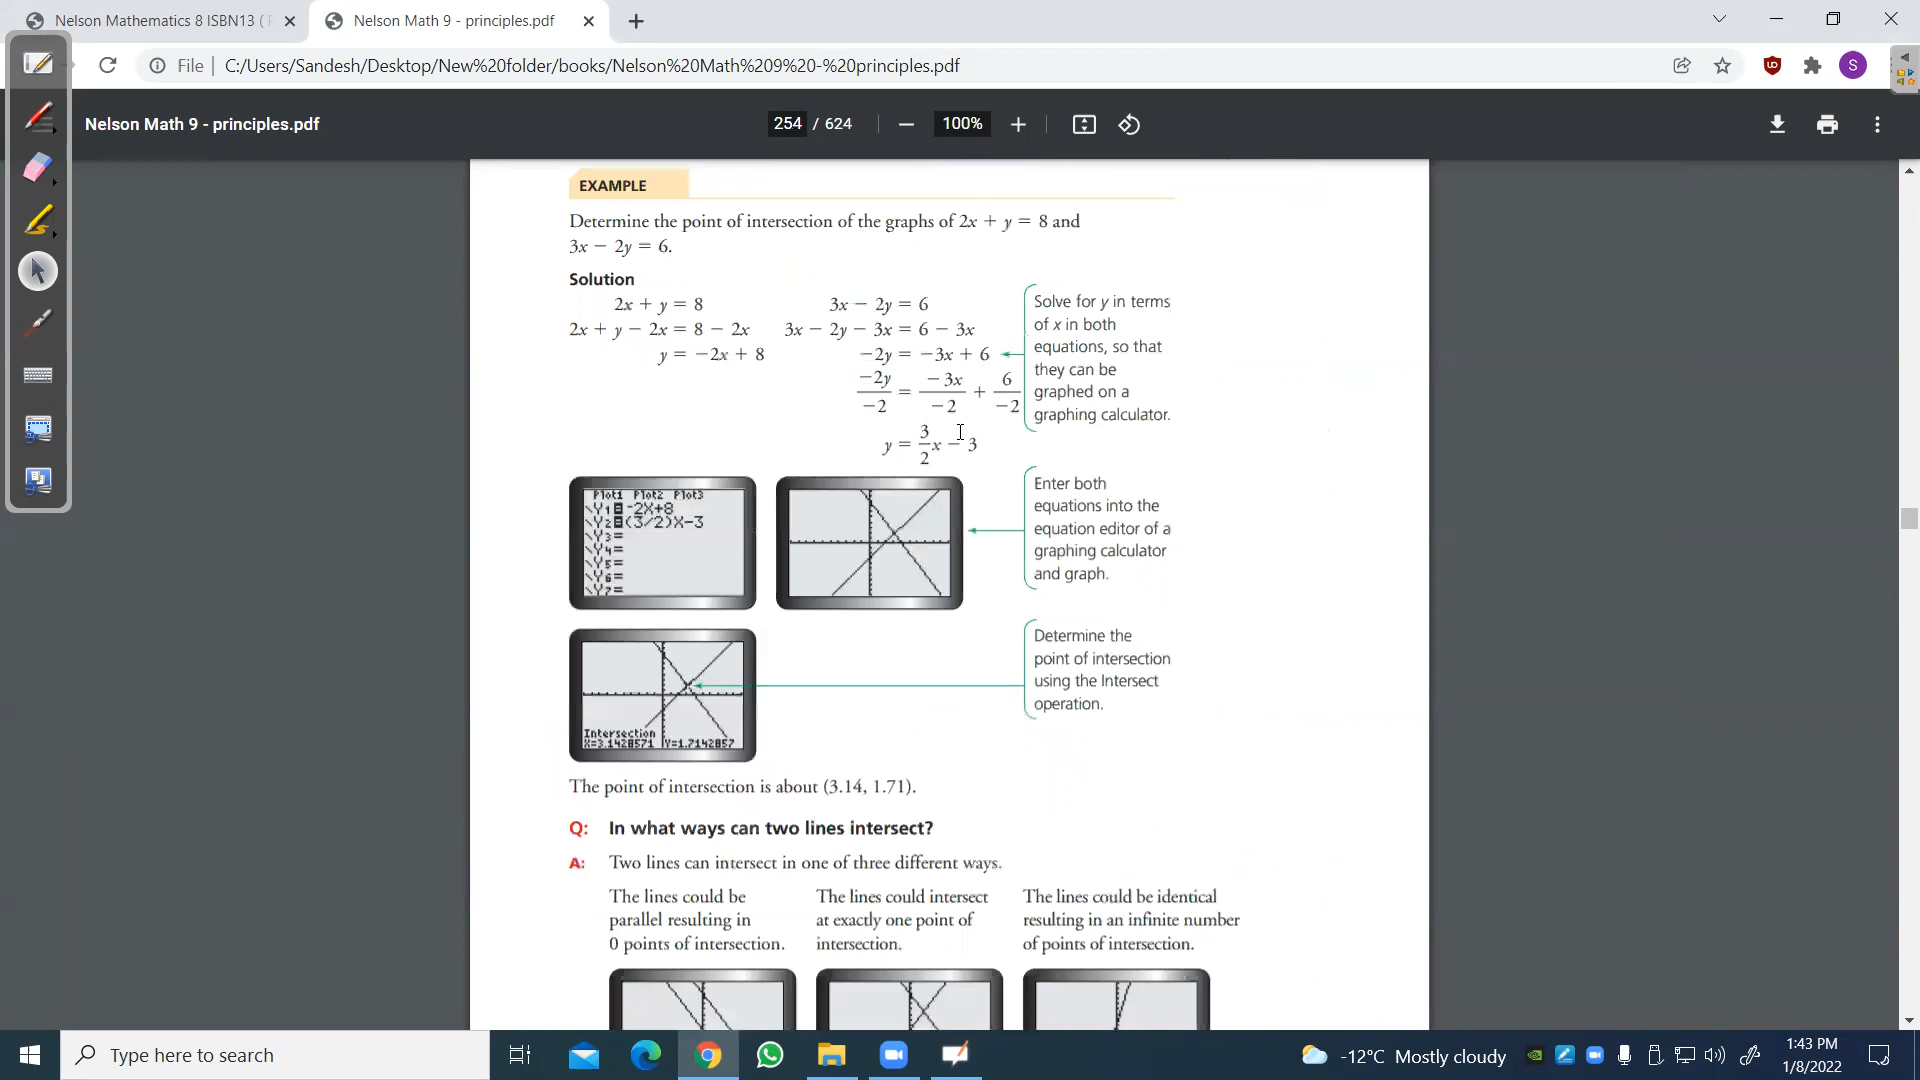 Nelson Mathematics 8 ISBN13 (
Nelson Math 9 - principles.pdf
File | C:/Users/Sandesh/Desktop/New%20folder/books/Nelson%20Math%209%20-%20principles.pdf
S
Nelson Math 9 - principles.pdf
254 / 624
100%
EXAMPLE
Determine the point of intersection of the graphs of 2x + y = 8 and
3x − 2y = 6.
Solution
2x + y = 8
2x + y − 2x = 8 − 2x
y = −2x + 8
3x − 2y = 6
3x − 2y − 3x = 6 − 3x
−2y = −3x + 6
−2y/−2 = −3x/−2 + 6/−2
y = 3/2 x − 3
Solve for y in terms
of x in both
equations, so that
they can be
graphed on a
graphing calculator.
Plot1 Plot2 Plot3
\Y1=-2X+8
\Y2=(3/2)X-3
\Y3=
\Y4=
\Y5=
\Y6=
\Y7=
Enter both
equations into the
equation editor of a
graphing calculator
and graph.
Intersection
X=3.1428571 Y=1.7142857
Determine the
point of intersection
using the Intersect
operation.
The point of intersection is about (3.14, 1.71).
Q: In what ways can two lines intersect?
A: Two lines can intersect in one of three different ways.
The lines could be
parallel resulting in
0 points of intersection.
The lines could intersect
at exactly one point of
intersection.
The lines could be identical
resulting in an infinite number
of points of intersection.
Type here to search
-12°C Mostly cloudy
1:43 PM
1/8/2022